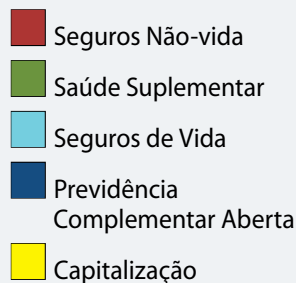 Seguros Não-vida
Saúde Suplementar
Seguros de Vida
Previdência
Complementar Aberta
Capitalização